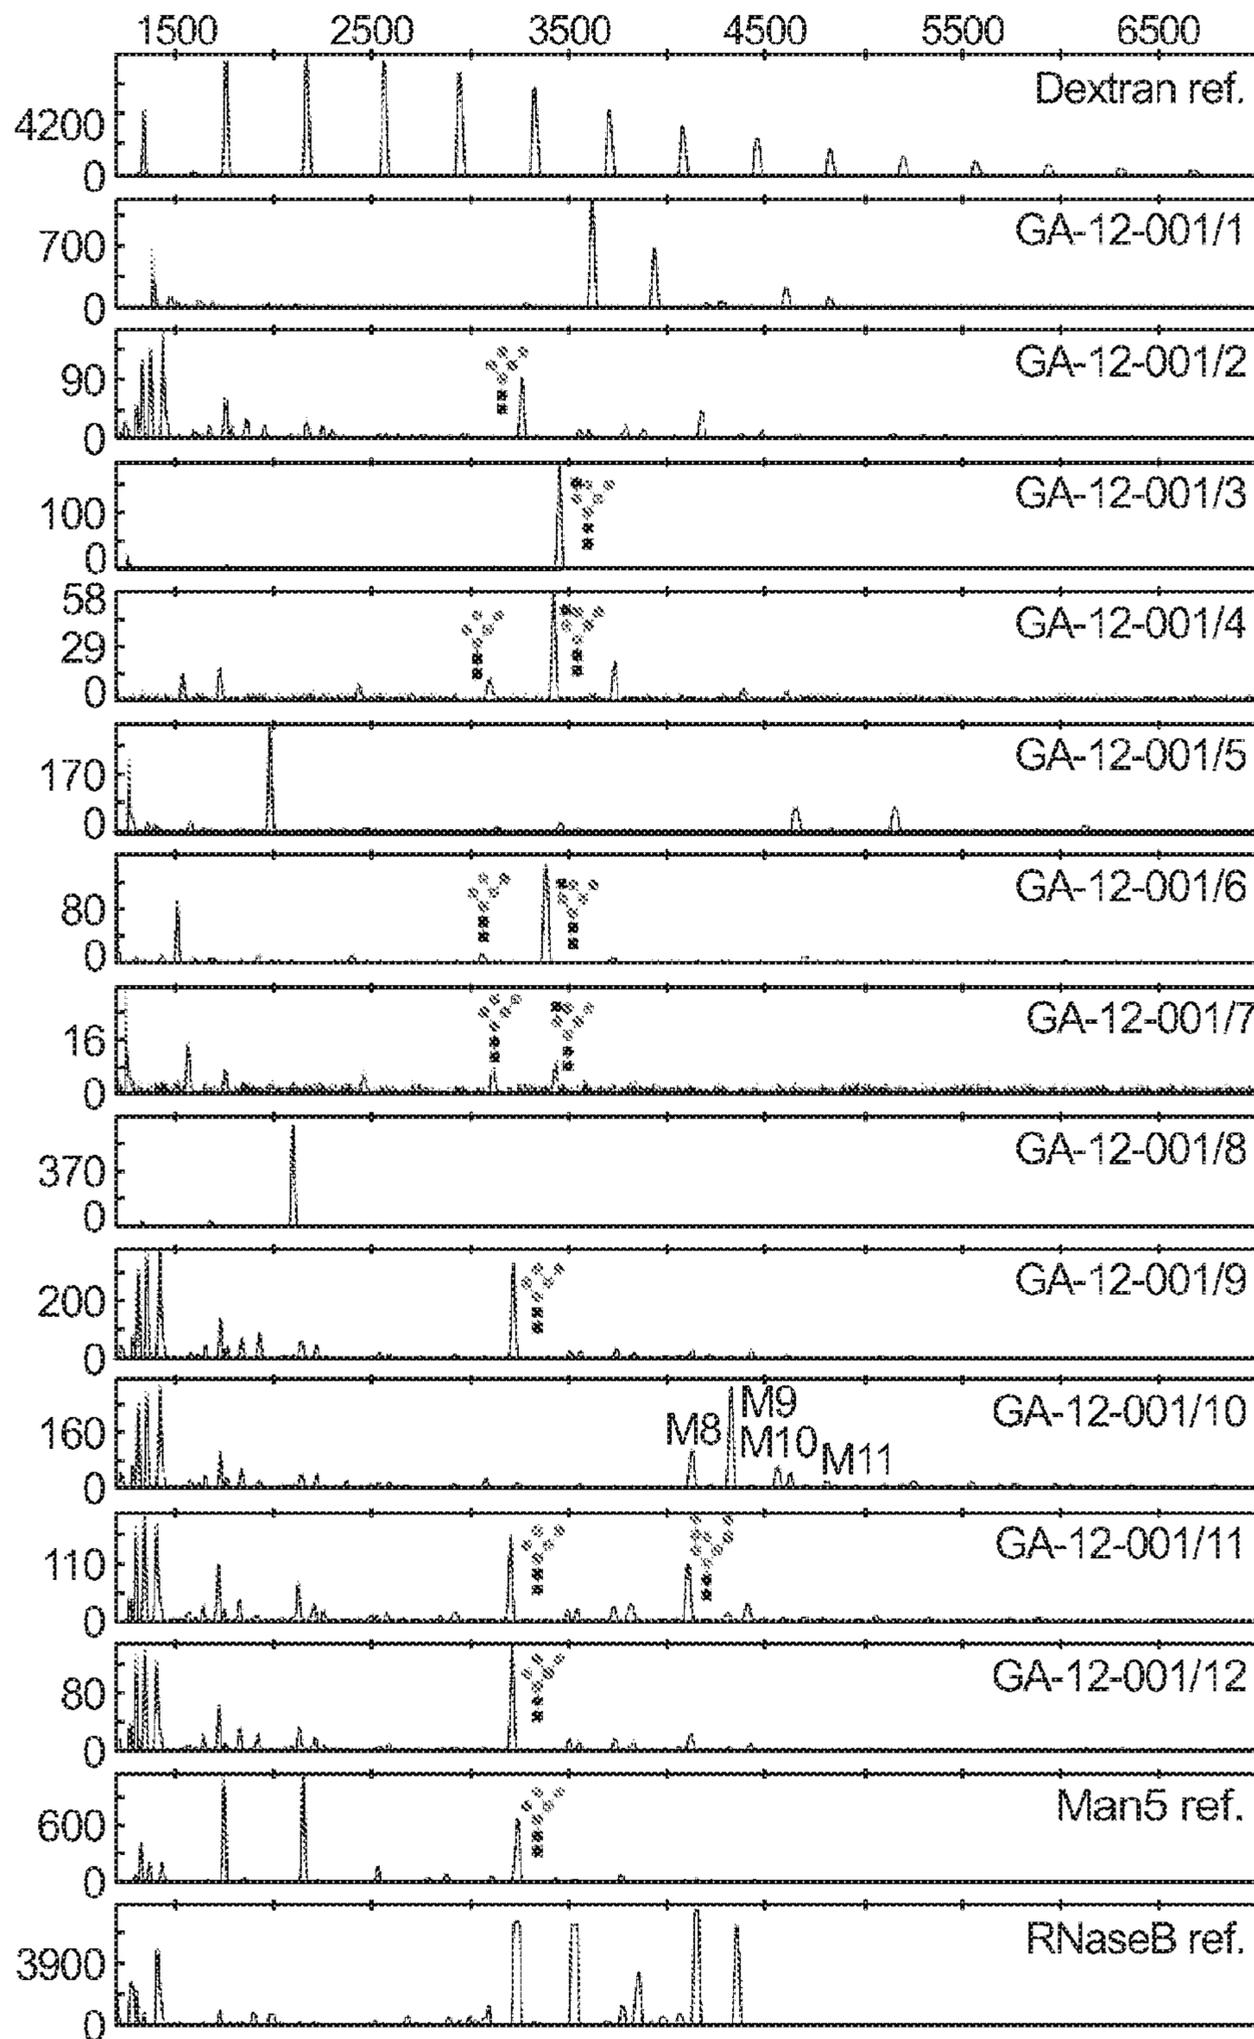 1500 2500 3500 4500 5500 6500
Dextran ref.
4200
0
GA-12-001/1
700
0
GA-12-001/2
90
0
GA-12-001/3
100
0
58
GA-12-001/4
29
0
GA-12-001/5
170
0
GA-12-001/6
80
0
GA-12-001/7
16
0
GA-12-001/8
370
0
GA-12-001/9
200
0
M9
GA-12-001/10
M8
160
M10
M11
0
GA-12-001/11
110
0
GA-12-001/12
80
0
Man5 ref.
600
0
RNaseB ref.
3900
0